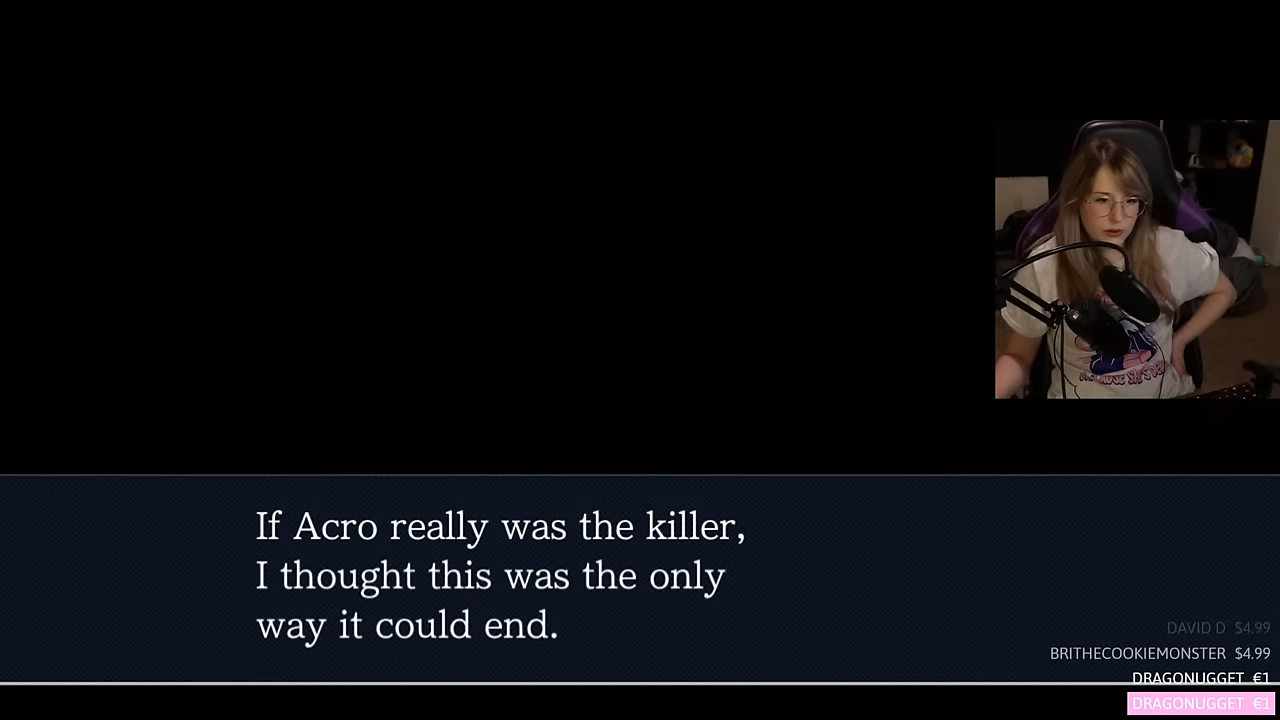 If Acro really was the killer,
I thought this was the only
way it could end.
DAVID D $4.99
BRITHECOOKIEMONSTER $4.99
DRAGONUGGET €1
DRAGONUGGET €1